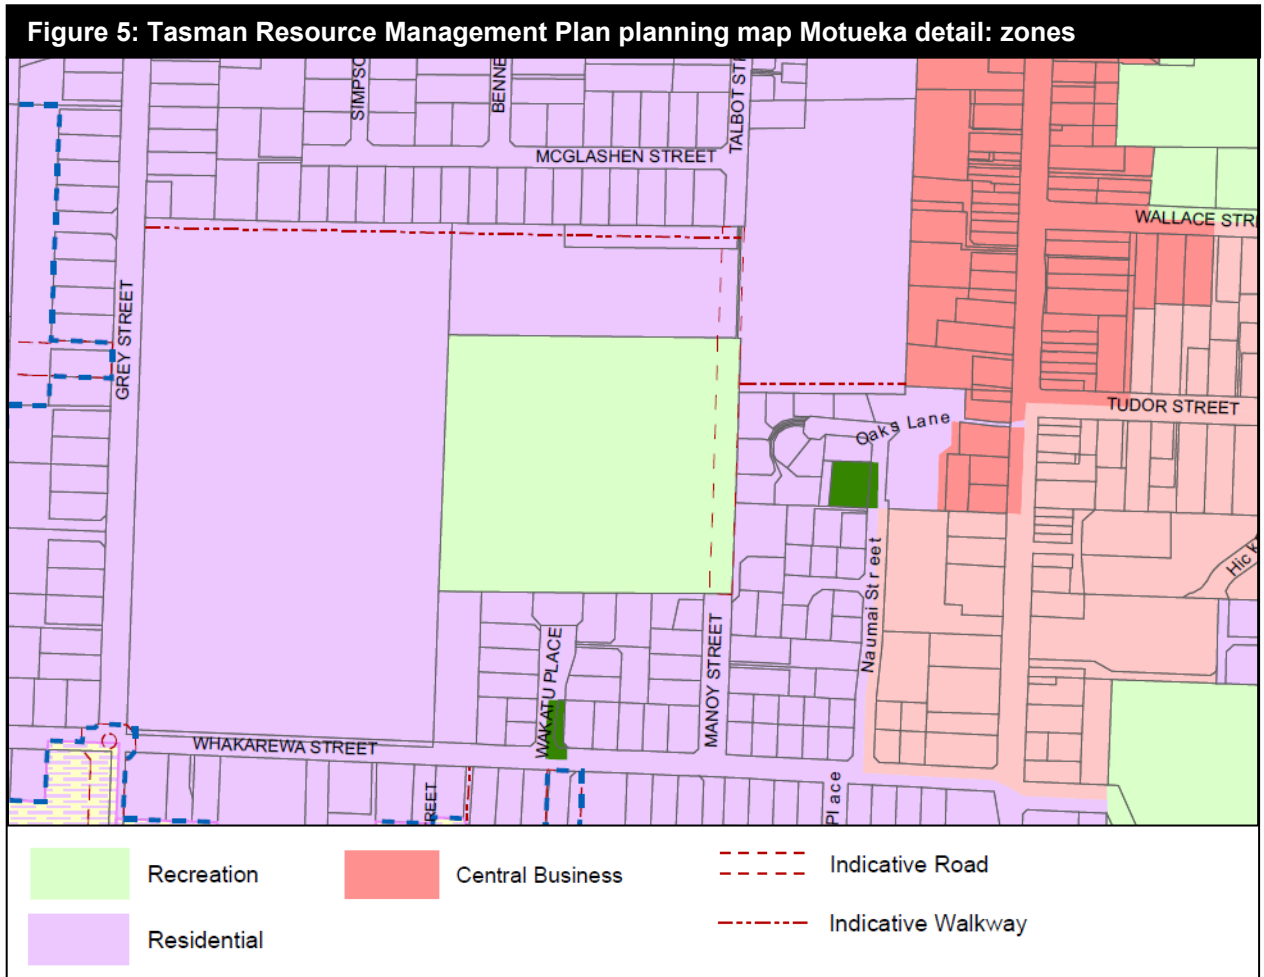 Figure 5: Tasman Resource Management Plan planning map Motueka detail: zones
SIMPSO
BENNE
TALBOT STR
MCGLASHEN STREET
WALLACE STRE
GREY STREET
TUDOR STREET
Oaks Lane
Hick
Naumai Street
WAKATU PLACE
MANOY STREET
WHAKAREWA STREET
REET
Place
Recreation
Central Business
Indicative Road
Residential
Indicative Walkway